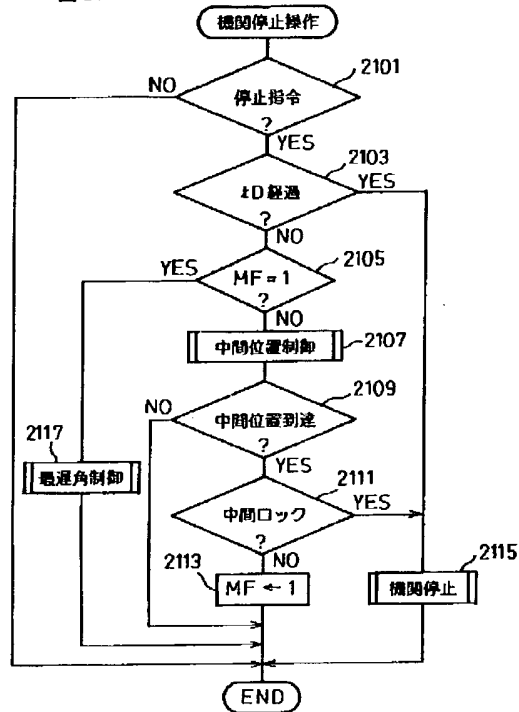 機関停止操作
2101
NO
停止指令
?
YES
2103
YES
tD経過
?
NO
2105
YES
MF=1
?
NO
中間位置制御
2107
2109
NO
中間位置到達
?
YES
2117
最遅角制御
2111
YES
中間ロック
?
NO
2113
MF ← 1
2115
機関停止
END